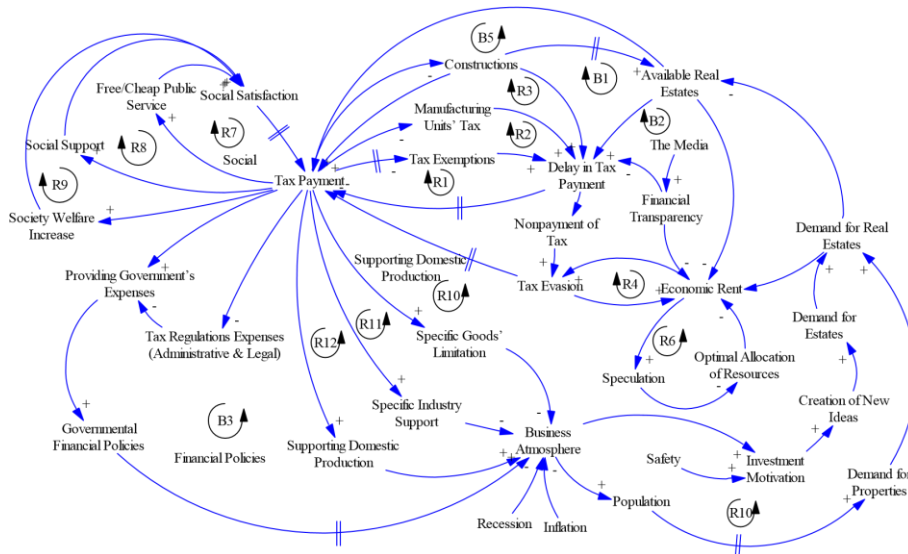 B5
Constructions
B1
Available Real
Estates
Free/Cheap Public
Service
Social Satisfaction
R3
Manufacturing
Units' Tax
R2
B2
The Media
Social Support
R8
R7
Social
Tax Exemptions
R1
Delay in Tax
Payment
Tax Payment
R9
Society Welfare
Increase
Financial
Transparency
Nonpayment of
Tax
Demand for Real
Estates
Providing Government's
Expenses
Supporting Domestic
Production
R10
Tax Evasion
R4
Economic Rent
Tax Regulations Expenses
(Administrative & Legal)
R12
R11
Specific Goods'
Limitation
R6
Demand for
Estates
Speculation
Optimal Allocation
of Resources
Creation of New
Ideas
Governmental
Financial Policies
B3
Financial Policies
Specific Industry
Support
Supporting Domestic
Production
Business
Atmosphere
Safety
Investment
Motivation
Demand for
Properties
Population
R10
Recession
Inflation